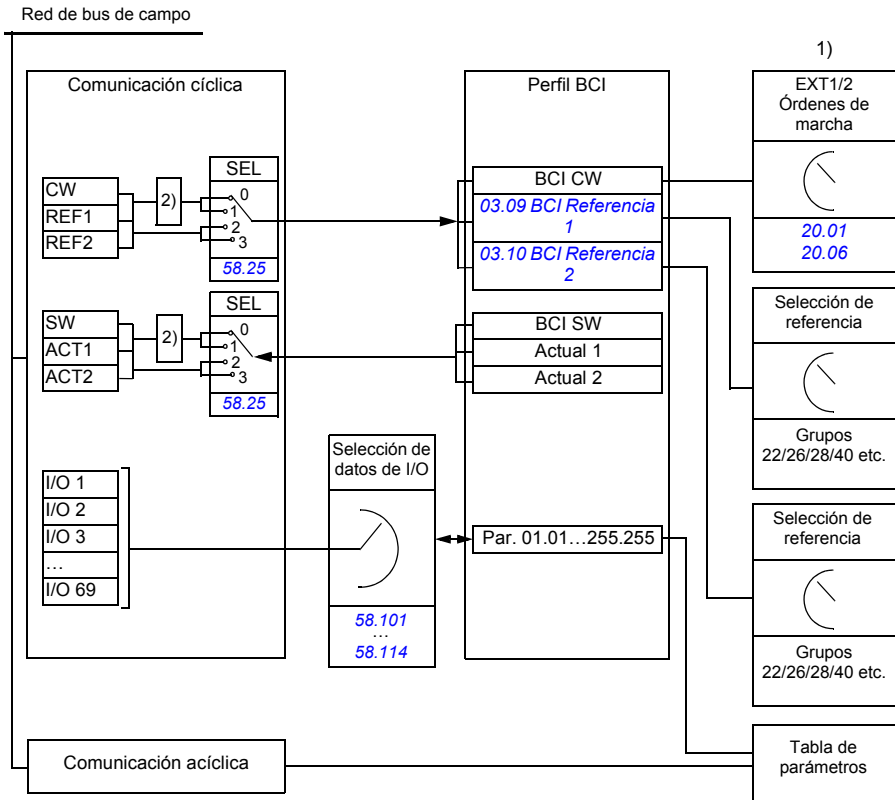 Red de bus de campo
1)
Comunicación cíclica
Perfil BCI
EXT1/2
Órdenes de
marcha
SEL
CW
REF1
REF2
2)
0
1
2
3
58.25
BCI CW
03.09 BCI Referencia
1
03.10 BCI Referencia
2
20.01
20.06
SEL
SW
ACT1
ACT2
2)
0
1
2
3
58.25
BCI SW
Actual 1
Actual 2
Selección de
referencia
Grupos
22/26/28/40 etc.
Selección de
datos de I/O
I/O 1
I/O 2
I/O 3
…
I/O 69
58.101
…
58.114
Par. 01.01…255.255
Selección de
referencia
Grupos
22/26/28/40 etc.
Comunicación acíclica
Tabla de
parámetros